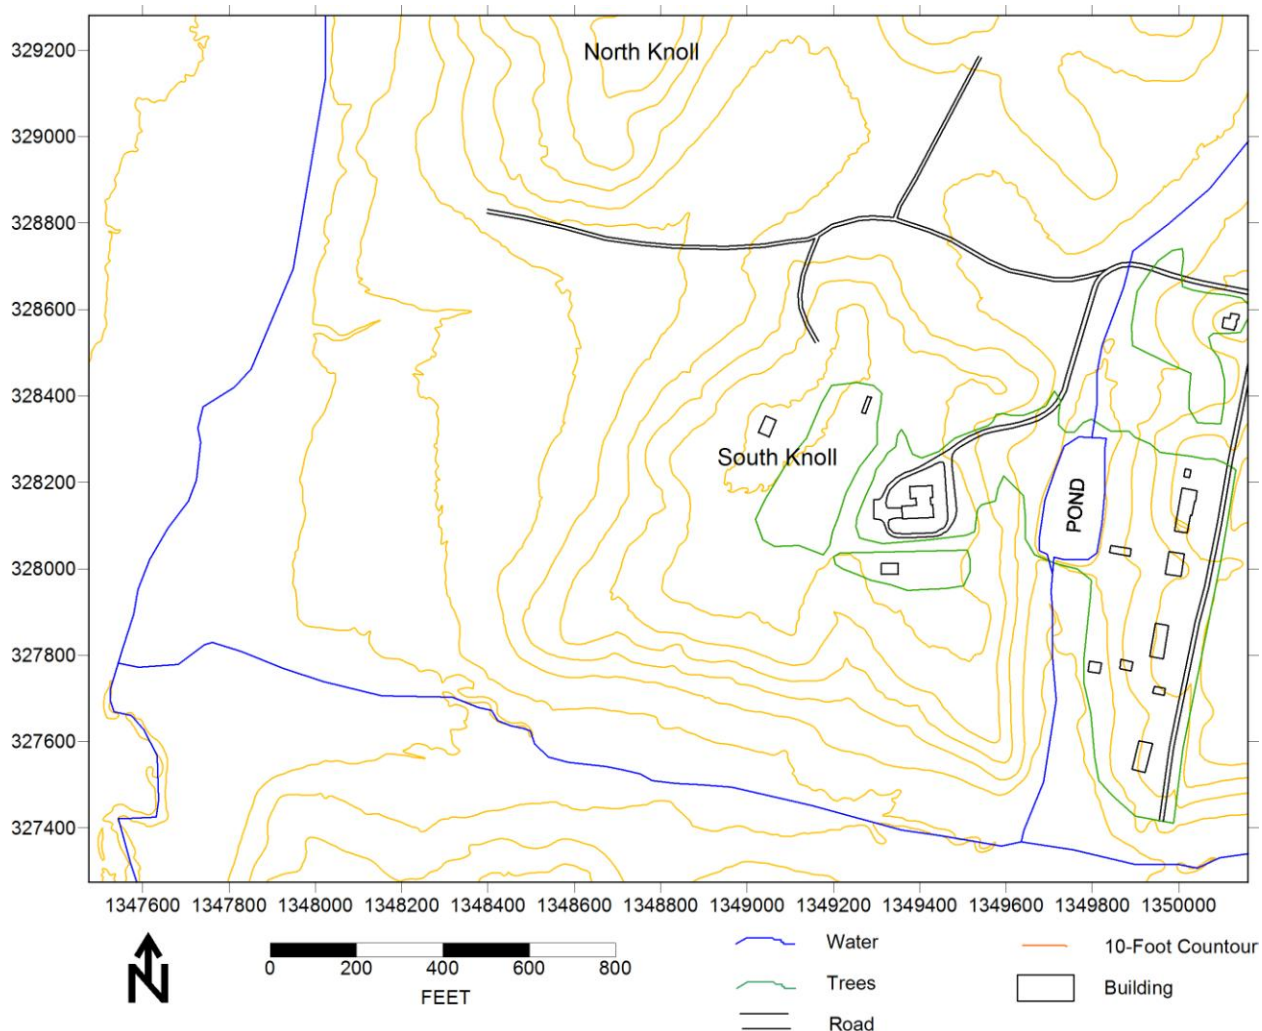 North Knoll
South Knoll
POND
329200
329000
328800
328600
328400
328200
328000
327800
327600
327400
1347600 1347800 1348000 1348200 1348400 1348600 1348800 1349000 1349200 1349400 1349600 1349800 1350000
N
0 200 400 600 800
FEET
Water
Trees
Road
10-Foot Countour
Building